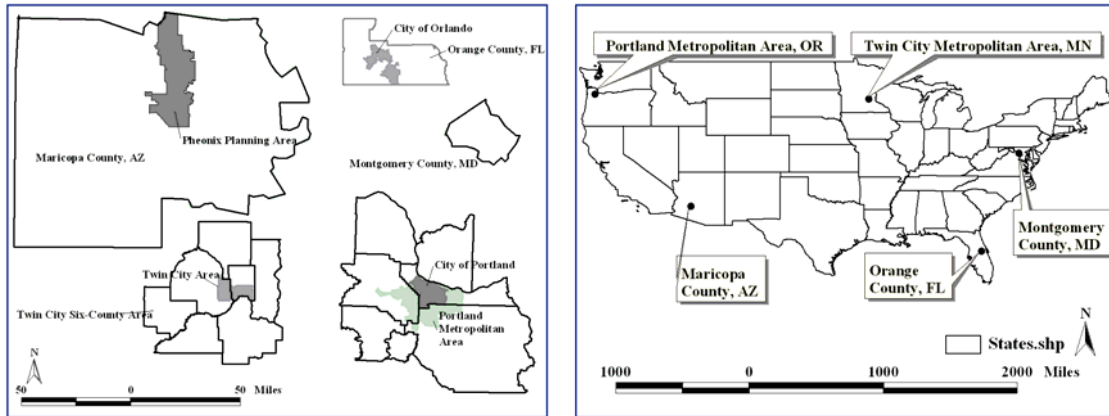 City of Orlando
Orange County, FL
Pheonix Planning Area
Maricopa County, AZ
Montgomery County, MD
Twin City Area
City of Portland
Twin City Six-County Area
Portland
Metropolitan
Area
N
50 0 50 Miles
Portland Metropolitan Area, OR
Twin City Metropolitan Area, MN
Montgomery
County, MD
Maricopa
County, AZ
Orange
County, FL
States.shp
N
1000 0 1000 2000 Miles